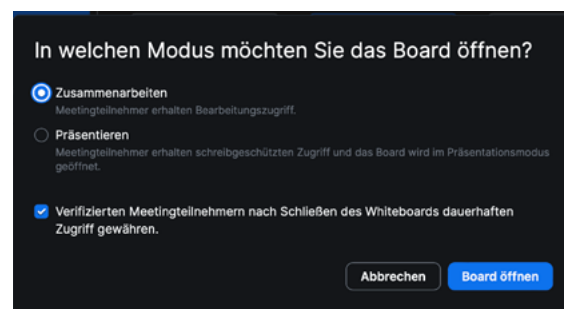 In welchen Modus möchten Sie das Board öffnen?
Zusammenarbeiten
Meetingteilnehmer erhalten Bearbeitungszugriff.
Präsentieren
Meetingteilnehmer erhalten schreibgeschützten Zugriff und das Board wird im Präsentationsmodus
geöffnet.
Verifizierten Meetingteilnehmern nach Schließen des Whiteboards dauerhaften
Zugriff gewähren.
Abbrechen Board öffnen